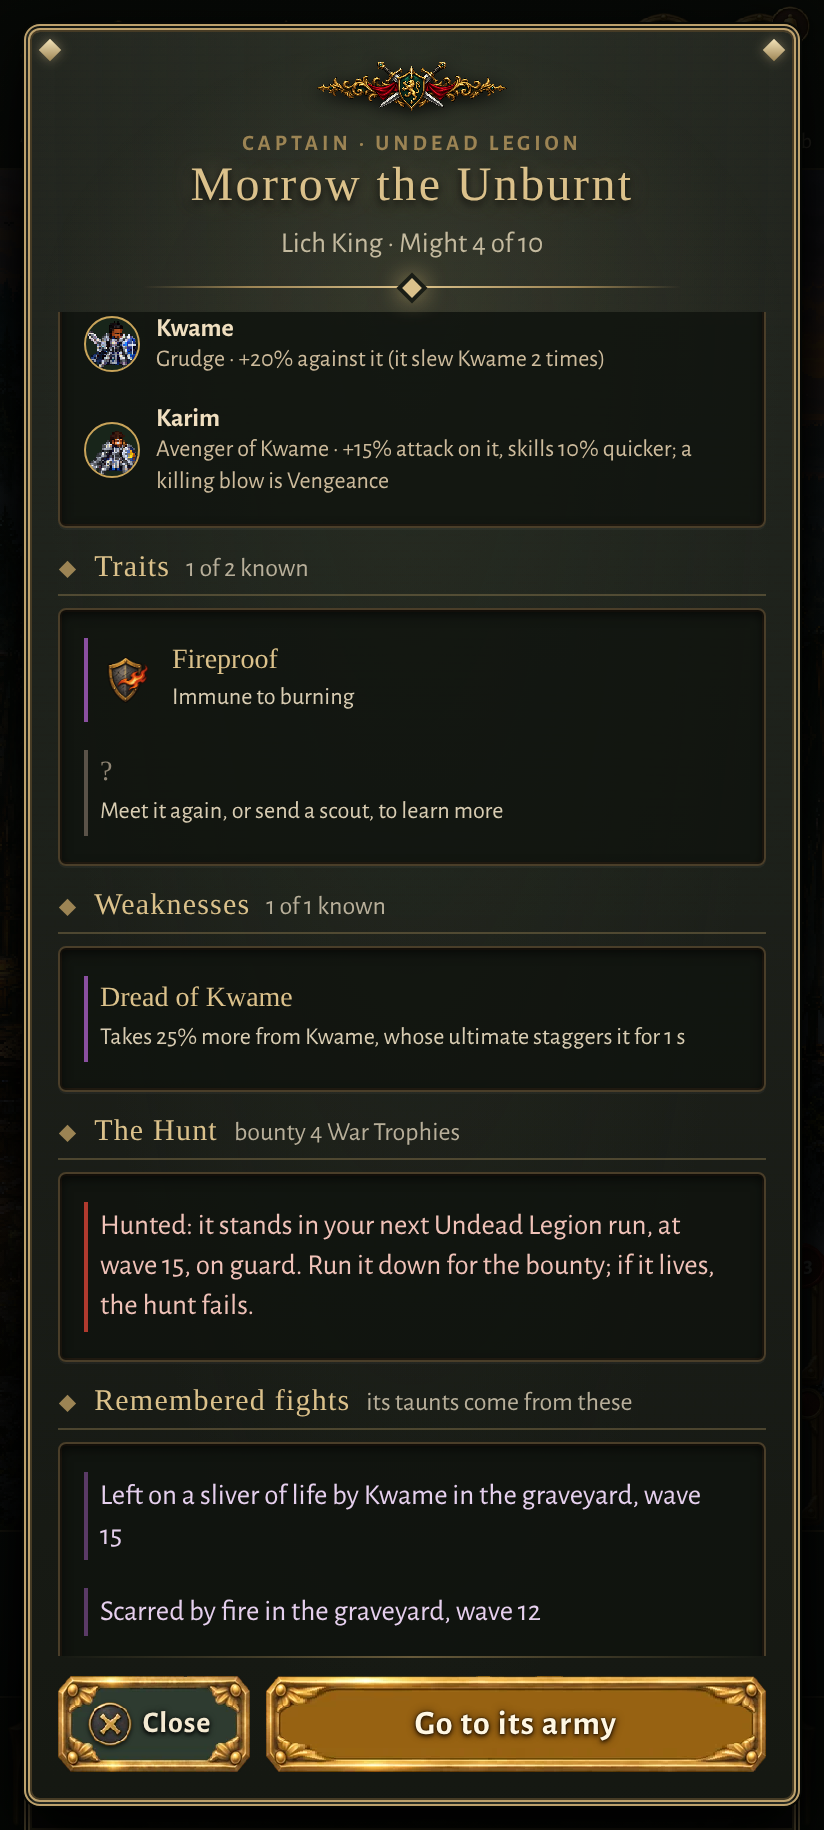 CAPTAIN · UNDEAD LEGION
Morrow the Unburnt
Lich King · Might 4 of 10
Kwame
Grudge · +20% against it (it slew Kwame 2 times)
Karim
Avenger of Kwame · +15% attack on it, skills 10% quicker; a
killing blow is Vengeance
Traits 1 of 2 known
Fireproof
Immune to burning
?
Meet it again, or send a scout, to learn more
Weaknesses 1 of 1 known
Dread of Kwame
Takes 25% more from Kwame, whose ultimate staggers it for 1 s
The Hunt bounty 4 War Trophies
Hunted: it stands in your next Undead Legion run, at
wave 15, on guard. Run it down for the bounty; if it lives,
the hunt fails.
Remembered fights its taunts come from these
Left on a sliver of life by Kwame in the graveyard, wave
15
Scarred by fire in the graveyard, wave 12
Close
Go to its army